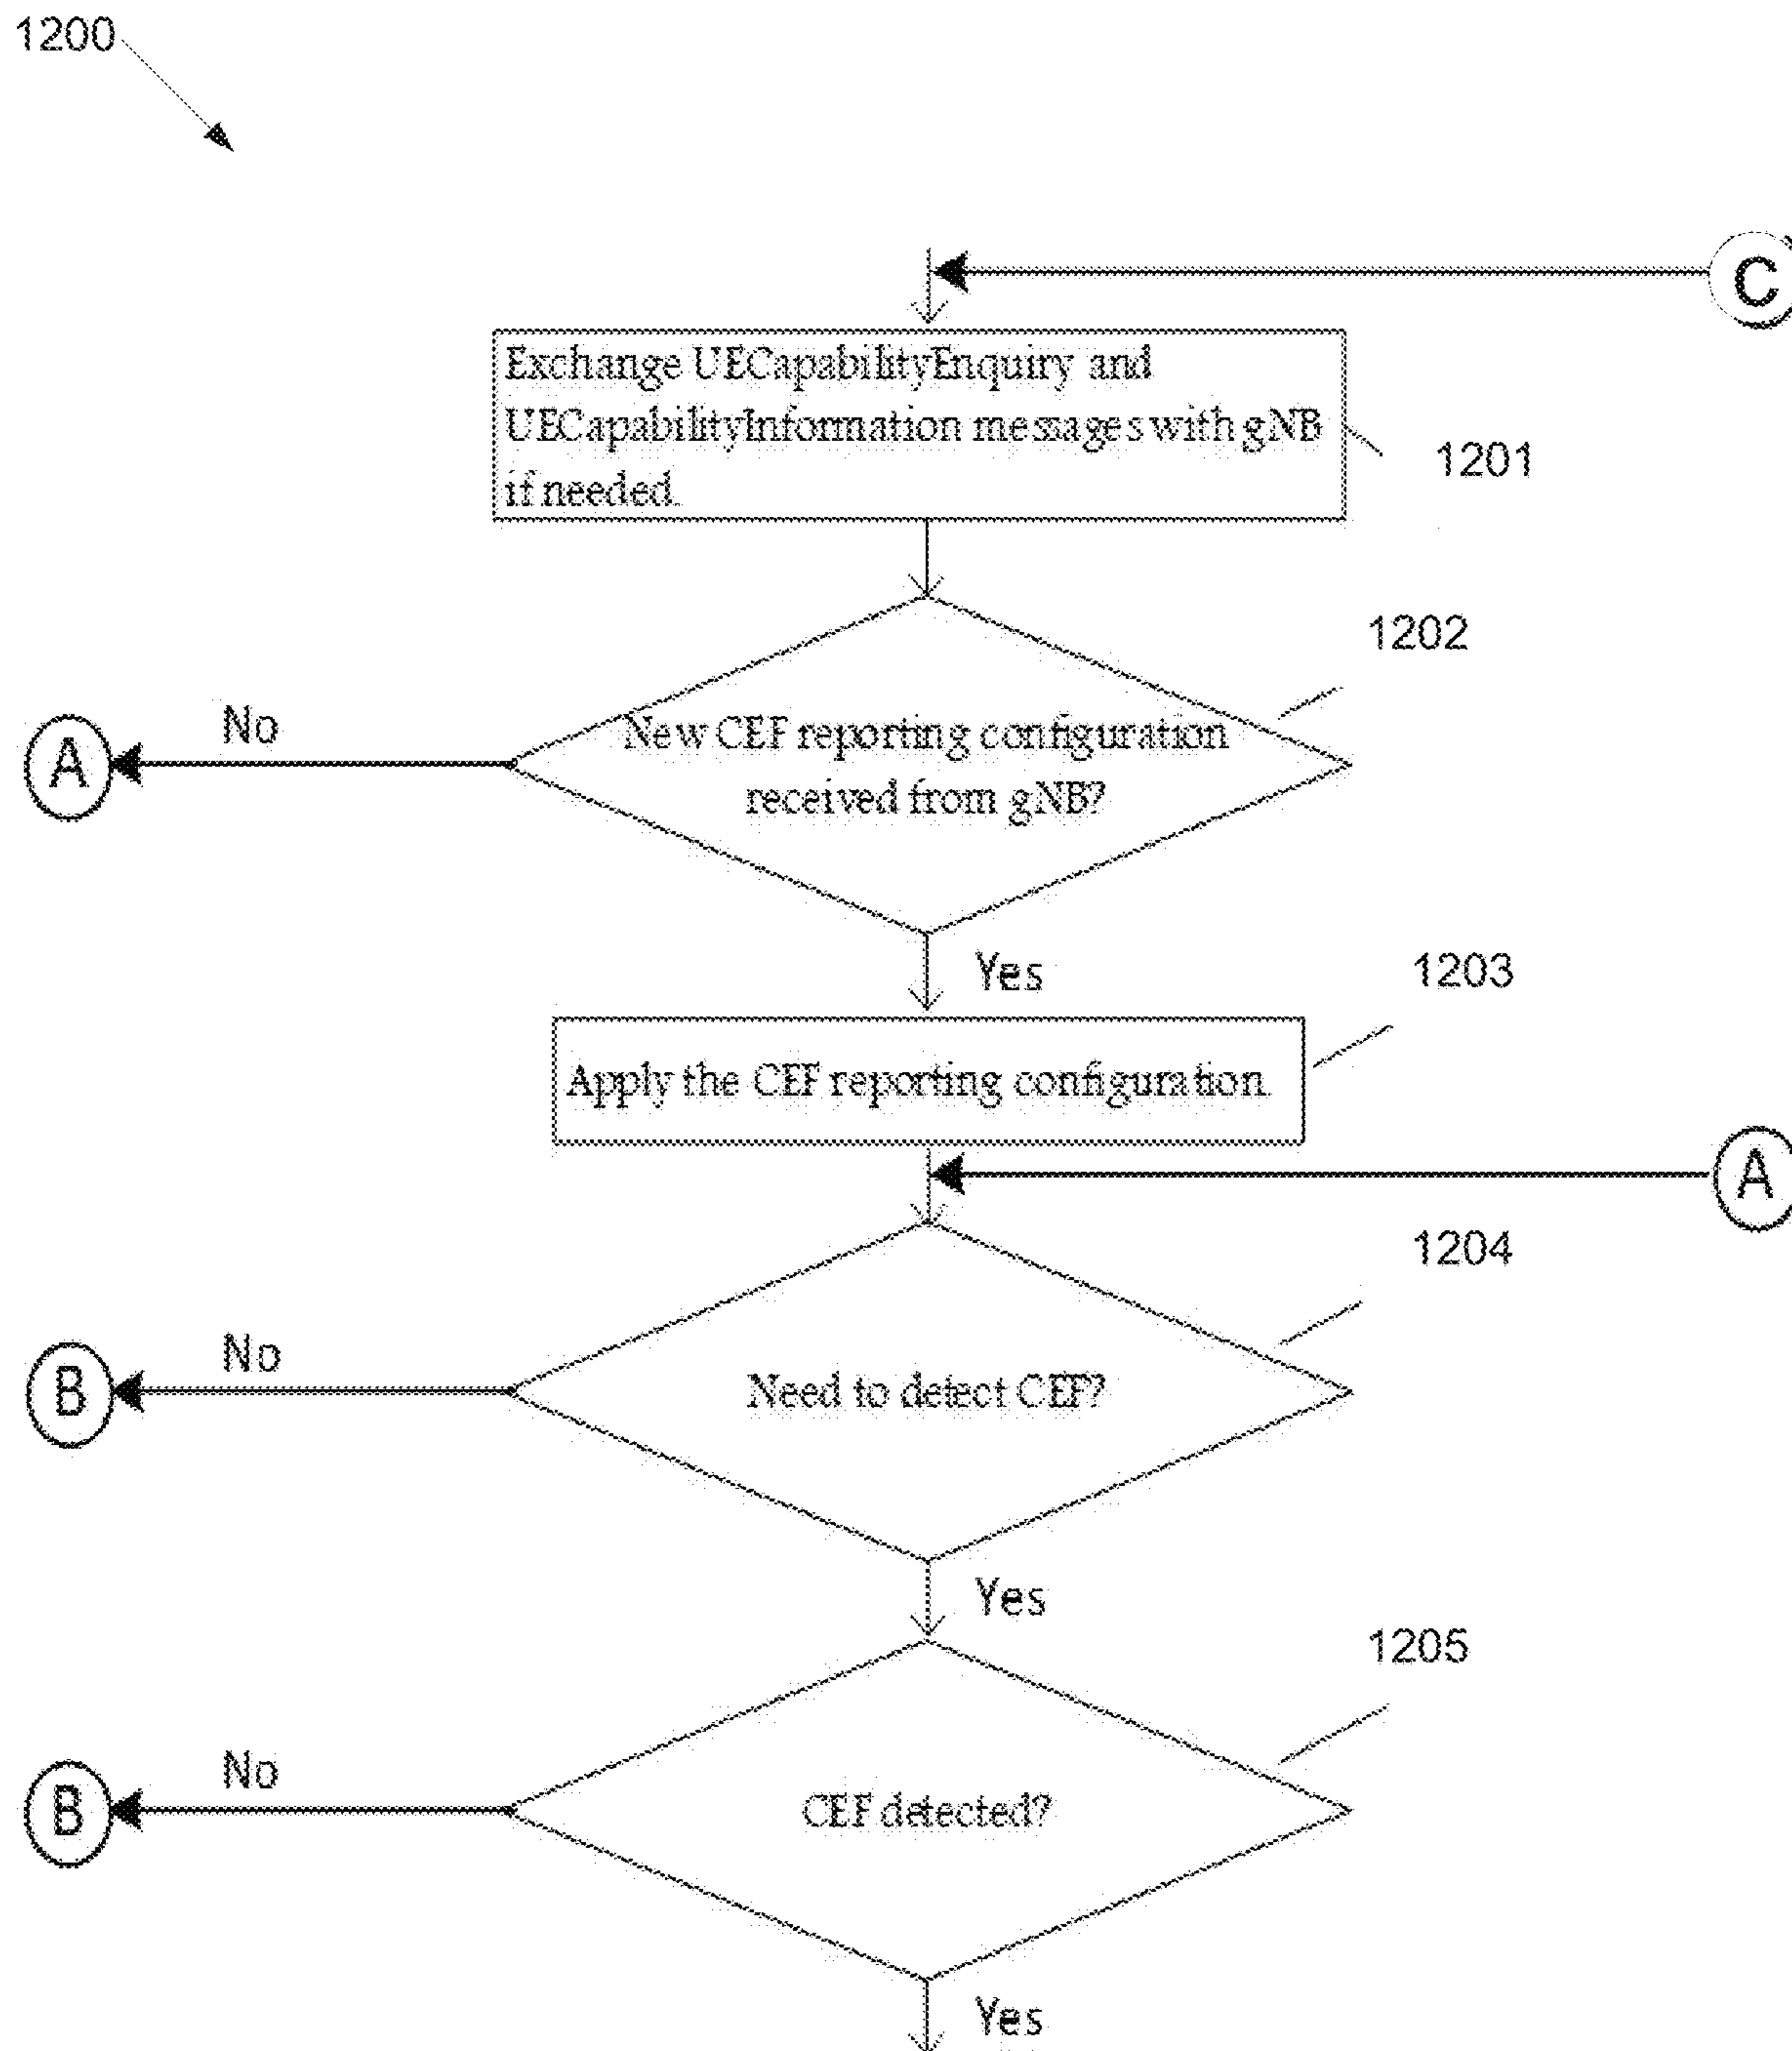 1200
C
Exchange UECapabilityEnquiry and
UECapabilityInformation messages with gNB
if needed.
1201
1202
No
A
New CEF reporting configuration
received from gNB?
Yes
1203
Apply the CEF reporting configuration.
A
1204
No
B
Need to detect CEF?
Yes
1205
No
B
CEF detected?
Yes